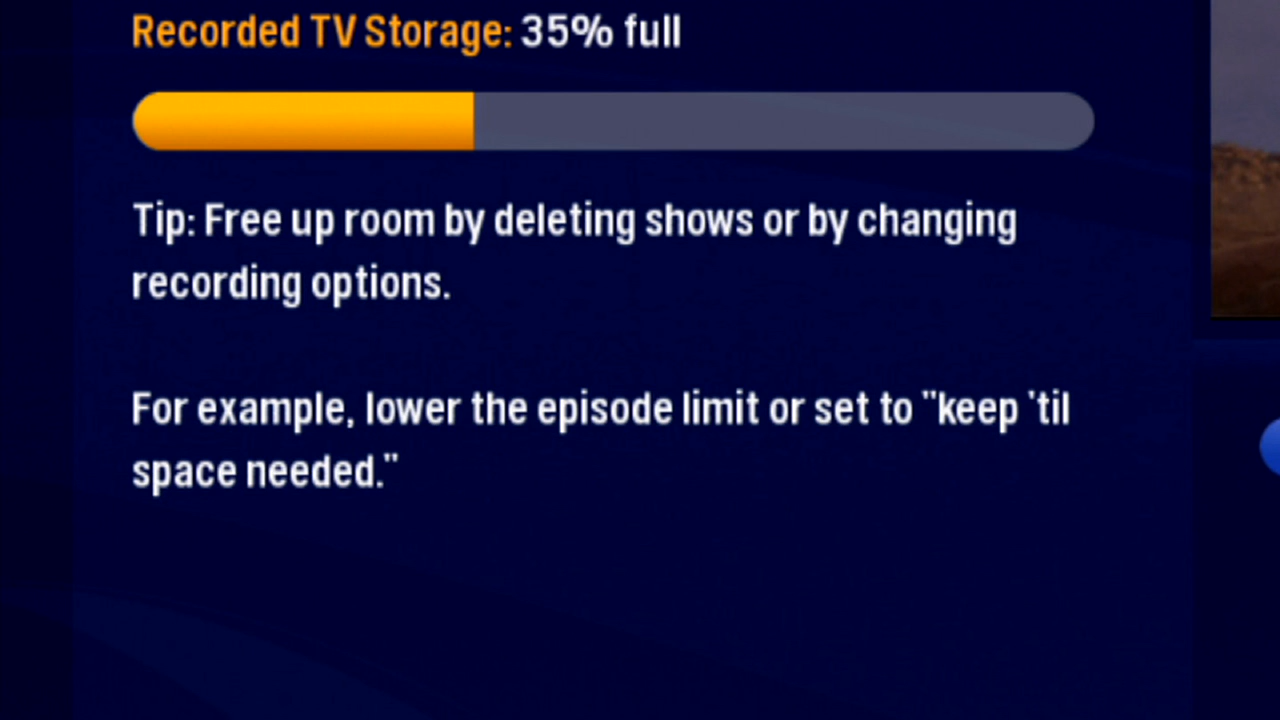 Recorded TV Storage: 35% full
Tip: Free up room by deleting shows or by changing
recording options.
For example, lower the episode limit or set to "keep 'til
space needed."